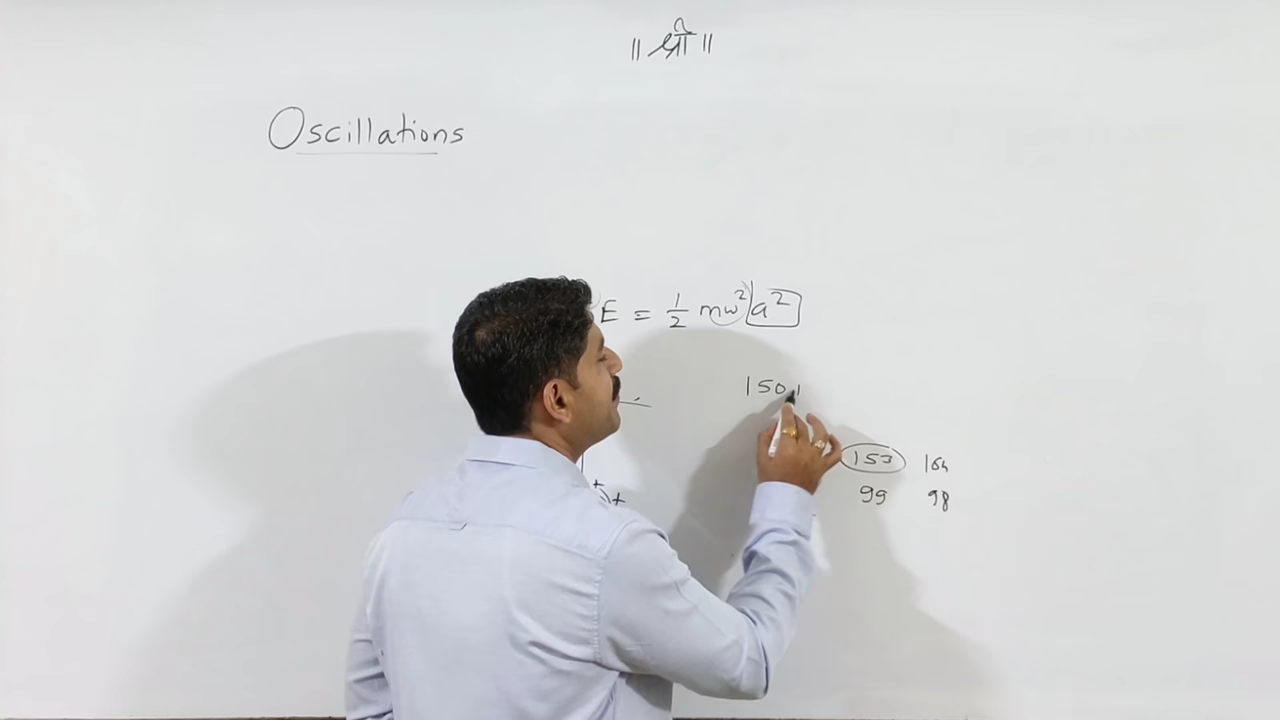 ॥ श्री ॥
Oscillations
E = 1/2 mω² a²
150
153 164
99 98